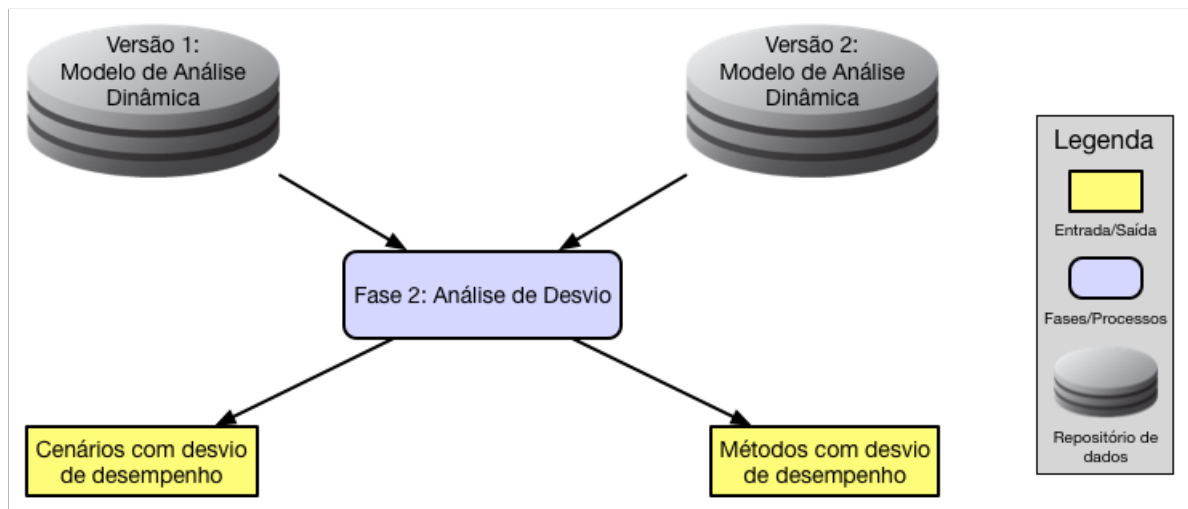 Versão 1:
Modelo de Análise
Dinâmica
Versão 2:
Modelo de Análise
Dinâmica
Legenda
Entrada/Saída
Fases/Processos
Repositório de
dados
Fase 2: Análise de Desvio
Cenários com desvio
de desempenho
Métodos com desvio
de desempenho